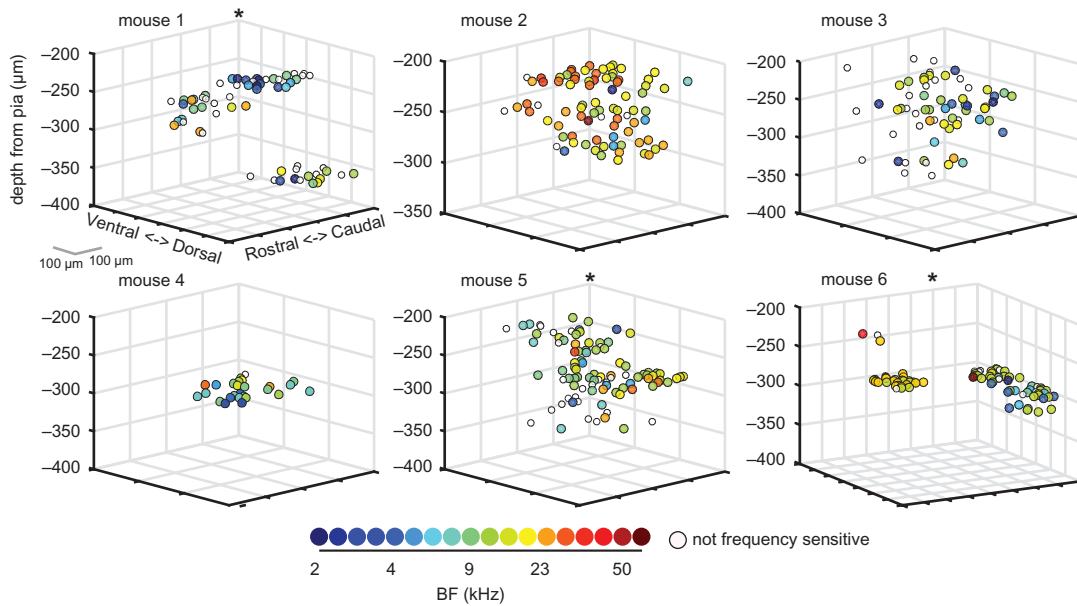 mouse 1
*
mouse 2
mouse 3
depth from pia (µm)
–200
–250
–300
–350
–400
–200
–250
–300
–350
–200
–250
–300
–350
–400
Ventral <-> Dorsal
Rostral <-> Caudal
100 µm
100 µm
mouse 4
mouse 5
*
mouse 6
*
–200
–250
–300
–350
–400
–200
–250
–300
–350
–400
–200
–250
–300
–350
–400
not frequency sensitive
2 4 9 23 50
BF (kHz)